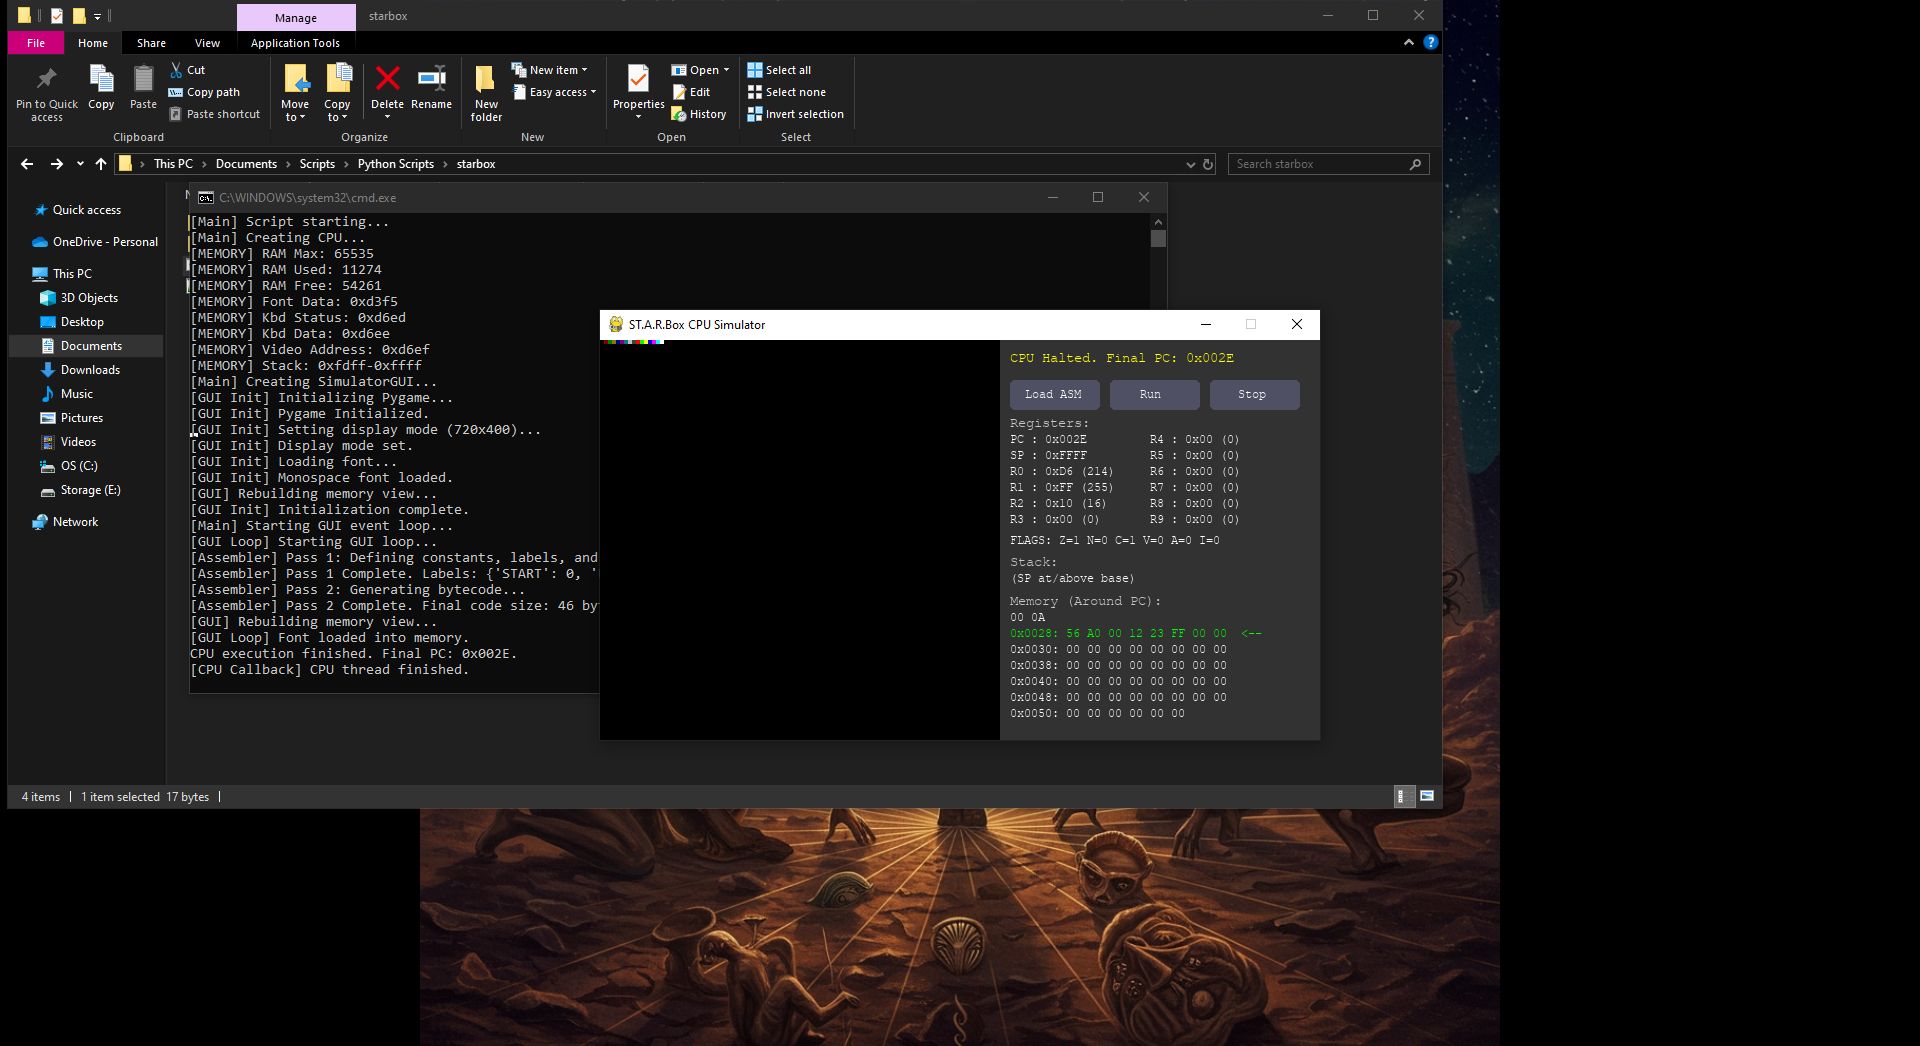 Manage
starbox
File
Home
Share
View
Application Tools
Pin to Quick access
Copy
Paste
Cut
Copy path
Paste shortcut
Clipboard
Move to
Copy to
Delete
Rename
Organize
New folder
New item
Easy access
New
Properties
Open
Edit
History
Open
Select all
Select none
Invert selection
Select
This PC > Documents > Scripts > Python Scripts > starbox
Search starbox
Quick access
OneDrive - Personal
This PC
3D Objects
Desktop
Documents
Downloads
Music
Pictures
Videos
OS (C:)
Storage (E:)
Network
C:\WINDOWS\system32\cmd.exe
[Main] Script starting...
[Main] Creating CPU...
[MEMORY] RAM Max: 65535
[MEMORY] RAM Used: 11274
[MEMORY] RAM Free: 54261
[MEMORY] Font Data: 0xd3f5
[MEMORY] Kbd Status: 0xd6ed
[MEMORY] Kbd Data: 0xd6ee
[MEMORY] Video Address: 0xd6ef
[MEMORY] Stack: 0xfdff-0xffff
[Main] Creating SimulatorGUI...
[GUI Init] Initializing Pygame...
[GUI Init] Pygame Initialized.
[GUI Init] Setting display mode (720x400)...
[GUI Init] Display mode set.
[GUI Init] Loading font...
[GUI Init] Monospace font loaded.
[GUI] Rebuilding memory view...
[GUI Init] Initialization complete.
[Main] Starting GUI event loop...
[GUI Loop] Starting GUI loop...
[Assembler] Pass 1: Defining constants, labels, and
[Assembler] Pass 1 Complete. Labels: {'START': 0, '
[Assembler] Pass 2: Generating bytecode...
[Assembler] Pass 2 Complete. Final code size: 46 by
[GUI] Rebuilding memory view...
[GUI Loop] Font loaded into memory.
CPU execution finished. Final PC: 0x002E.
[CPU Callback] CPU thread finished.
ST.A.R.Box CPU Simulator
CPU Halted. Final PC: 0x002E
Load ASM
Run
Stop
Registers:
PC : 0x002E R4 : 0x00 (0)
SP : 0xFFFF R5 : 0x00 (0)
R0 : 0xD6 (214) R6 : 0x00 (0)
R1 : 0xFF (255) R7 : 0x00 (0)
R2 : 0x10 (16) R8 : 0x00 (0)
R3 : 0x00 (0) R9 : 0x00 (0)
FLAGS: Z=1 N=0 C=1 V=0 A=0 I=0
Stack:
(SP at/above base)
Memory (Around PC):
00 0A
0x0028: 56 A0 00 12 23 FF 00 00 <--
0x0030: 00 00 00 00 00 00 00 00
0x0038: 00 00 00 00 00 00 00 00
0x0040: 00 00 00 00 00 00 00 00
0x0048: 00 00 00 00 00 00 00 00
0x0050: 00 00 00 00 00 00
4 items
1 item selected 17 bytes